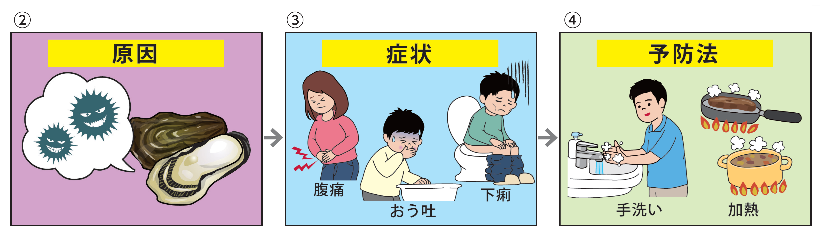 ②
原因
③
症状
腹痛
おう吐
下痢
④
予防法
手洗い
加熱